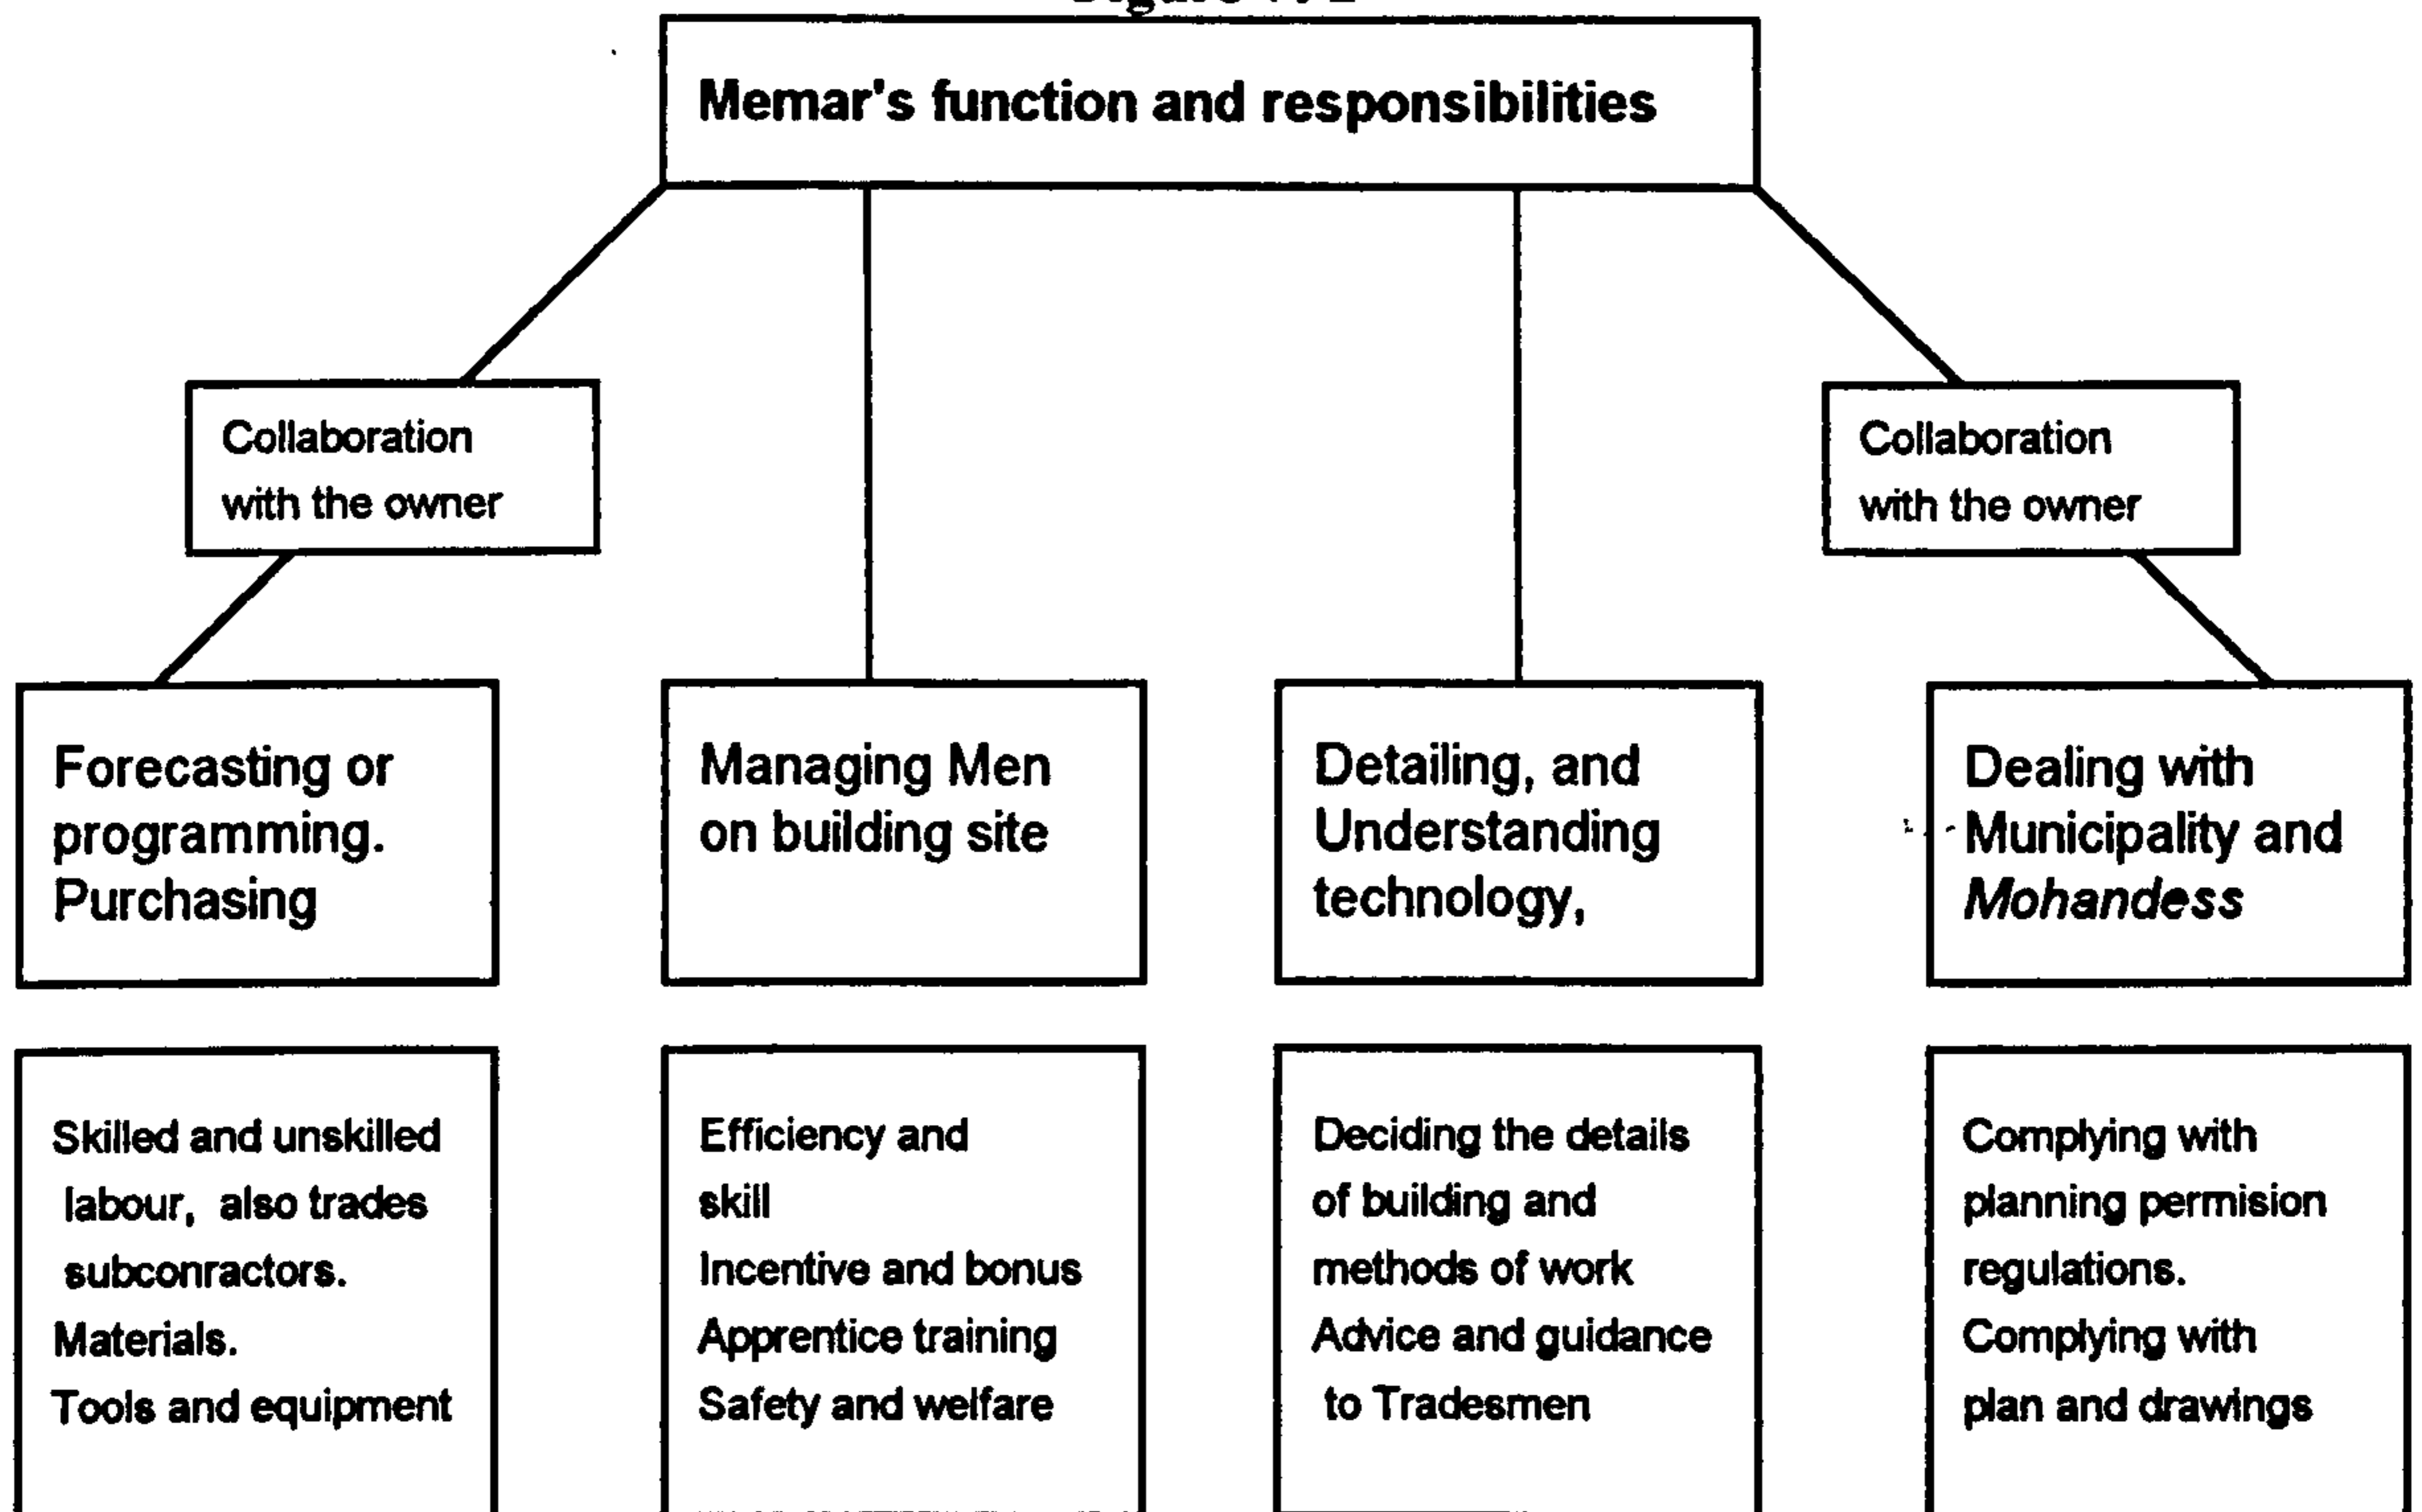 Memar's function and responsibilities
Collaboration
with the owner
Collaboration
with the owner
Forecasting or
programming.
Purchasing
Managing Men
on building site
Detailing, and
Understanding
technology,
Dealing with
Municipality and
Mohandess
Skilled and unskilled
labour, also trades
subconractors.
Materials.
Tools and equipment
Efficiency and
skill
Incentive and bonus
Apprentice training
Safety and welfare
Deciding the details
of building and
methods of work
Advice and guidance
to Tradesmen
Complying with
planning permision
regulations.
Complying with
plan and drawings